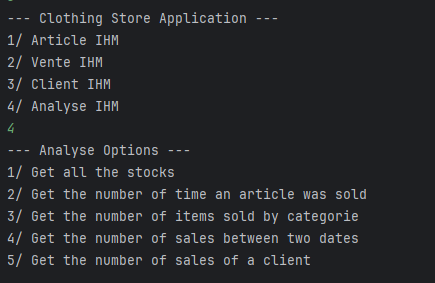 --- Clothing Store Application ---
1/ Article IHM
2/ Vente IHM
3/ Client IHM
4/ Analyse IHM
4
--- Analyse Options ---
1/ Get all the stocks
2/ Get the number of time an article was sold
3/ Get the number of items sold by categorie
4/ Get the number of sales between two dates
5/ Get the number of sales of a client